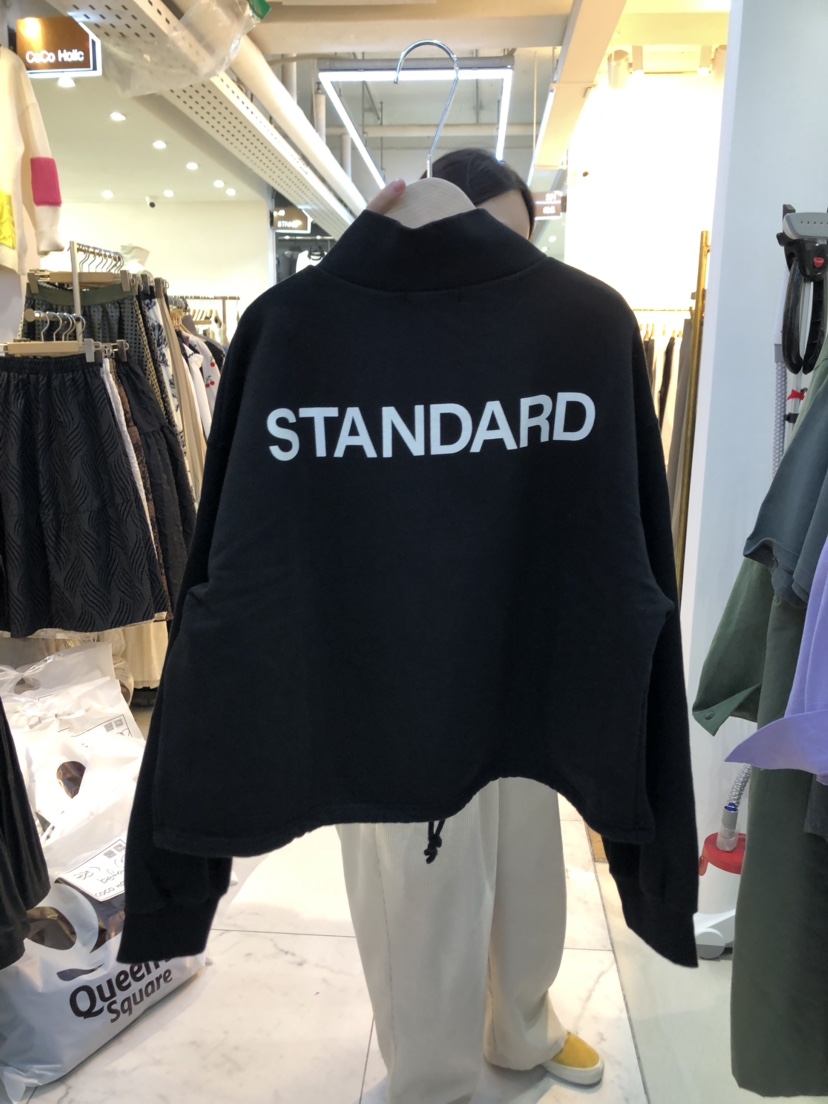 CoCo Holic
STANDARD
Queen's
Square